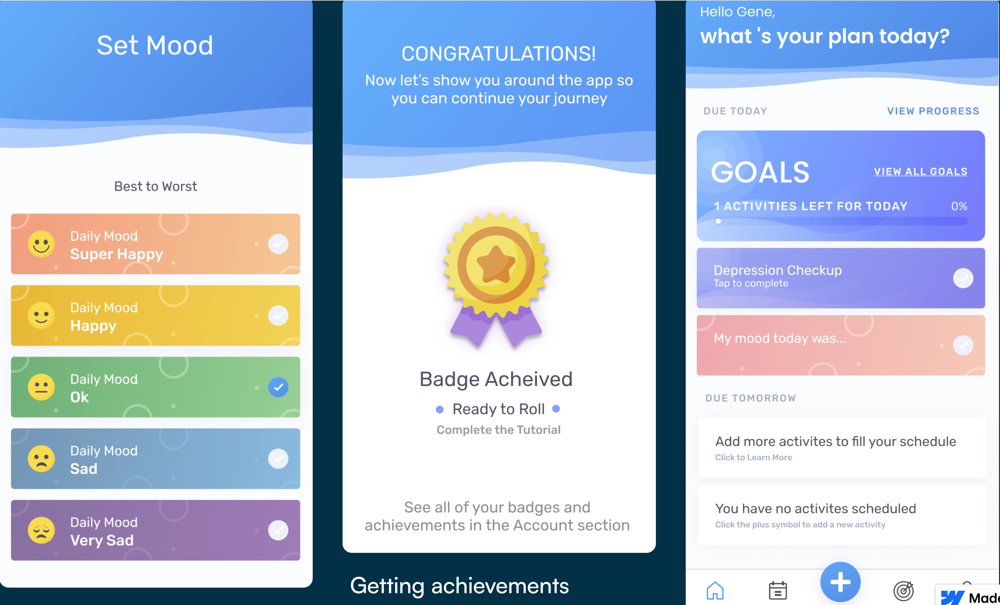 Set Mood
Best to Worst
Daily Mood
Super Happy
Daily Mood
Happy
Daily Mood
Ok
Daily Mood
Sad
Daily Mood
Very Sad
CONGRATULATIONS!
Now let’s show you around the app so
you can continue your journey
Badge Acheived
Ready to Roll
Complete the Tutorial
See all of your badges and
achievements in the Account section
Getting achievements
Hello Gene,
what 's your plan today?
DUE TODAY VIEW PROGRESS
GOALS VIEW ALL GOALS
1 ACTIVITIES LEFT FOR TODAY 0%
Depression Checkup
Tap to complete
My mood today was...
DUE TOMORROW
Add more activites to fill your schedule
Click to Learn More
You have no activites scheduled
Click the plus symbol to add a new activity
Made